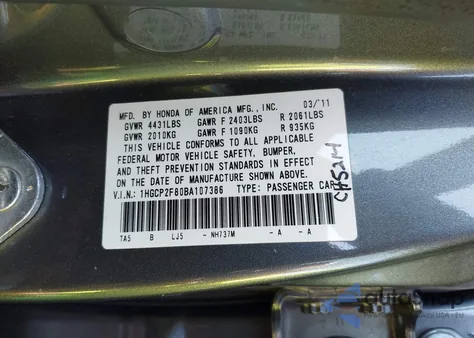 MFD. BY HONDA OF AMERICA MFG., INC. 03/'11
GVWR 4431LBS GAWR F 2403LBS R 2061LBS
GVWR 2010KG GAWR F 1090KG R 935KG
THIS VEHICLE CONFORMS TO ALL APPLICABLE
FEDERAL MOTOR VEHICLE SAFETY, BUMPER,
AND THEFT PREVENTION STANDARDS IN EFFECT
ON THE DATE OF MANUFACTURE SHOWN ABOVE.
V.I.N.: 1HGCP2F80BA107386 TYPE: PASSENGER CAR
TA5 B LJ5 - NH737M - A - A